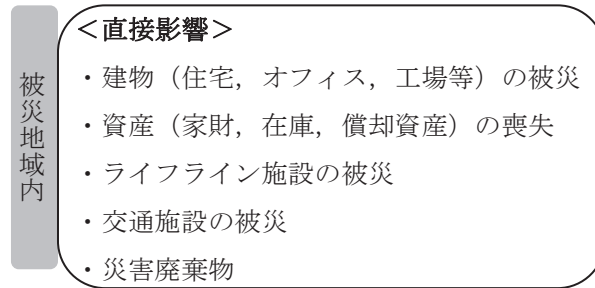 被災地域内
＜直接影響＞
・建物（住宅，オフィス，工場等）の被災
・資産（家財，在庫，償却資産）の喪失
・ライフライン施設の被災
・交通施設の被災
・災害廃棄物